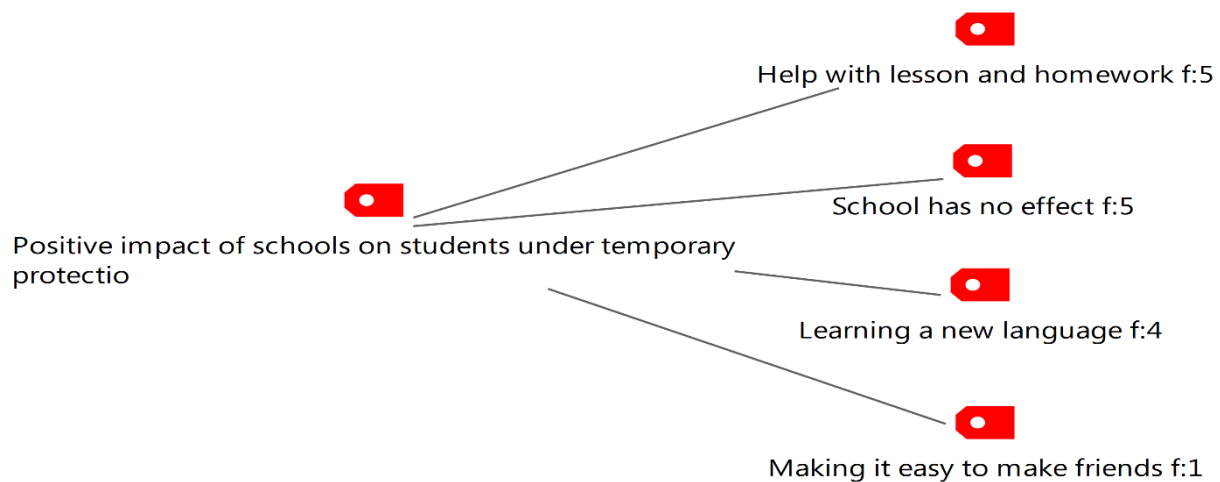 Help with lesson and homework f:5
School has no effect f:5
Positive impact of schools on students under temporary
protectio
Learning a new language f:4
Making it easy to make friends f:1